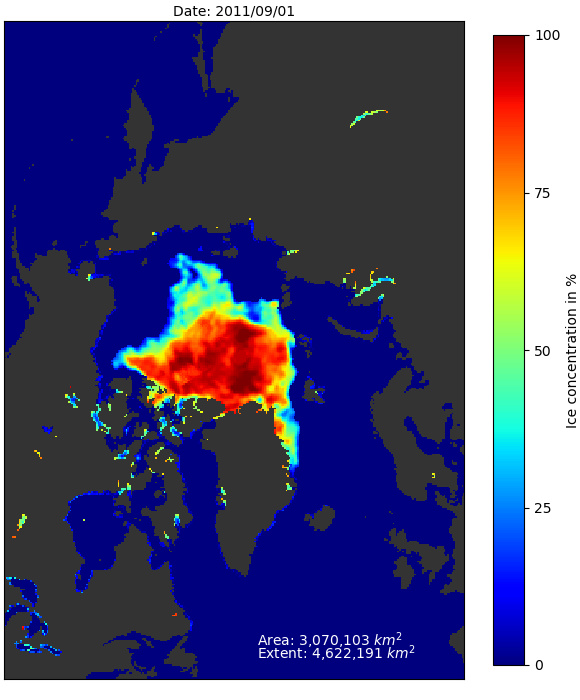 Date: 2011/09/01
100
75
50
25
0
Ice concentration in %
Area: 3,070,103 km²
Extent: 4,622,191 km²